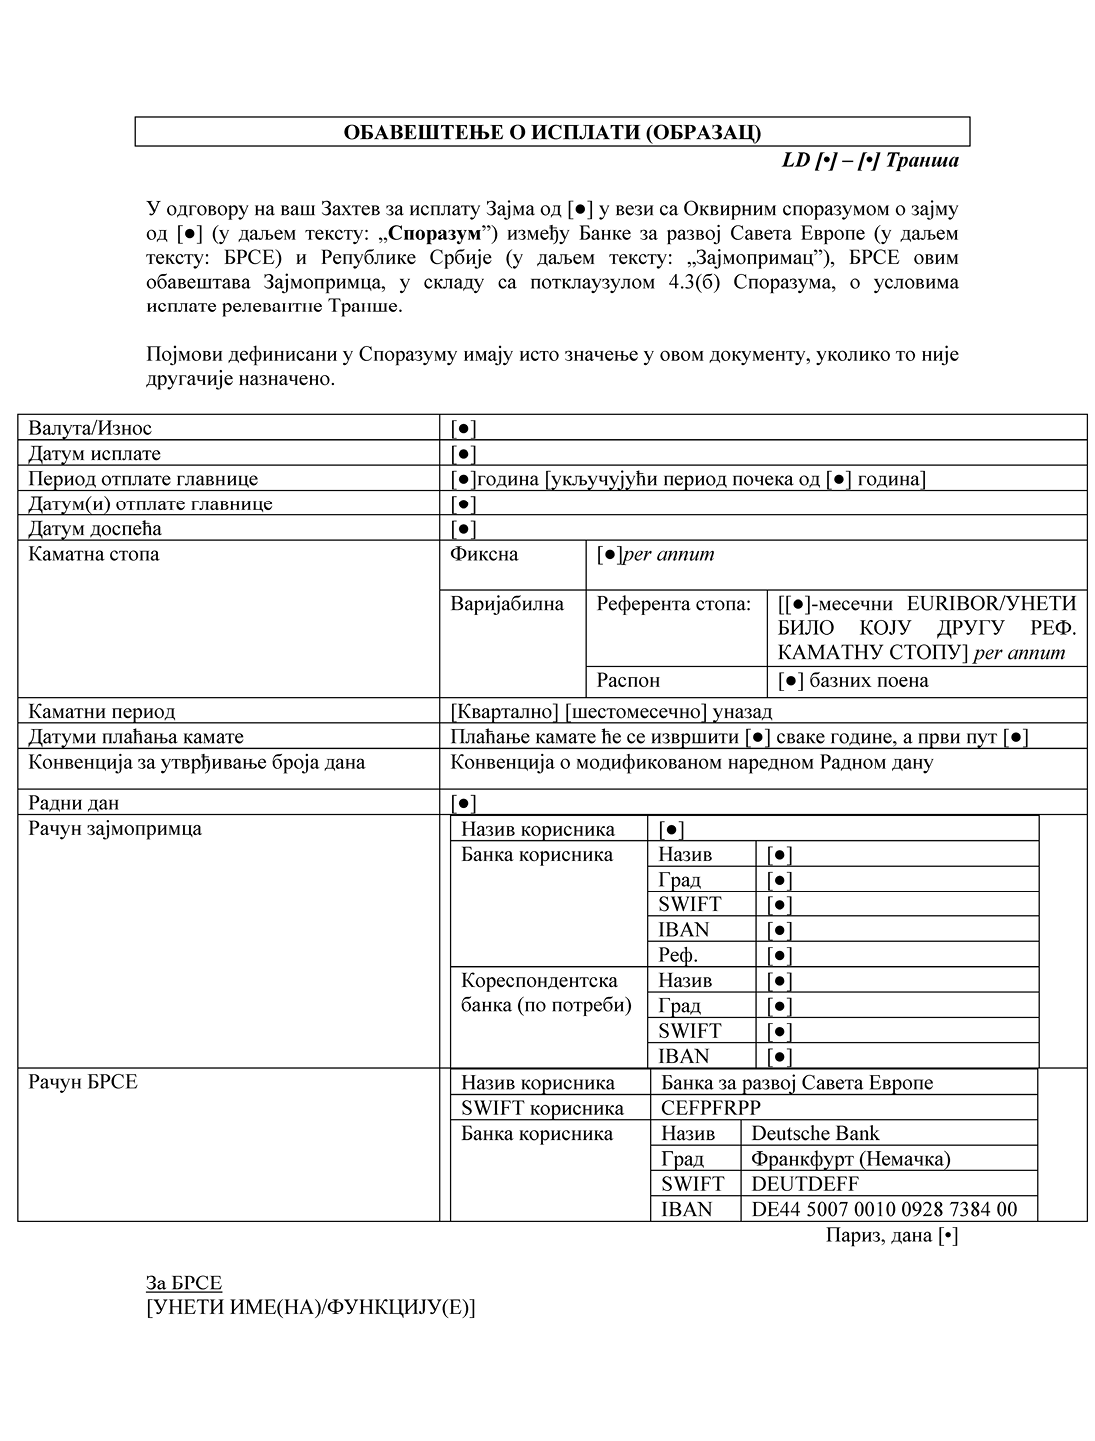 ОБАВЕШТЕЊЕ О ИСПЛАТИ (ОБРАЗАЦ)
LD [•] – [•] Транша
У одговору на ваш Захтев за исплату Зајма од [●] у вези са Оквирним споразумом о зајму
од [●] (у даљем тексту: „Споразум”) између Банке за развој Савета Европе (у даљем
тексту: БРСЕ) и Републике Србије (у даљем тексту: „Зајмопримац”), БРСЕ овим
обавештава Зајмопримца, у складу са потклаузулом 4.3(б) Споразума, о условима
исплате релевантне Транше.
Појмови дефинисани у Споразуму имају исто значење у овом документу, уколико то није
другачије назначено.
Валута/Износ [●]
Датум исплате [●]
Период отплате главнице [●]година [укључујући период почека од [●] година]
Датум(и) отплате главнице [●]
Датум доспећа [●]
Каматна стопа Фиксна [●]per annum
Варијабилна Референта стопа: [[●]-месечни EURIBOR/УНЕТИ
БИЛО КОЈУ ДРУГУ РЕФ.
КАМАТНУ СТОПУ] per annum
Распон [●] базних поена
Каматни период [Квартално] [шестомесечно] уназад
Датуми плаћања камате Плаћање камате ће се извршити [●] сваке године, а први пут [●]
Конвенција за утврђивање броја дана Конвенција о модификованом наредном Радном дану
Радни дан [●]
Рачун зајмопримца Назив корисника [●]
Банка корисника Назив [●]
Град [●]
SWIFT [●]
IBAN [●]
Реф. [●]
Кореспондентска Назив [●]
банка (по потреби) Град [●]
SWIFT [●]
IBAN [●]
Рачун БРСЕ Назив корисника Банка за развој Савета Европе
SWIFT корисника CEFPFRPP
Банка корисника Назив Deutsche Bank
Град Франкфурт (Немачка)
SWIFT DEUTDEFF
IBAN DE44 5007 0010 0928 7384 00
Париз, дана [•]
За БРСЕ
[УНЕТИ ИМЕ(НА)/ФУНКЦИЈУ(Е)]